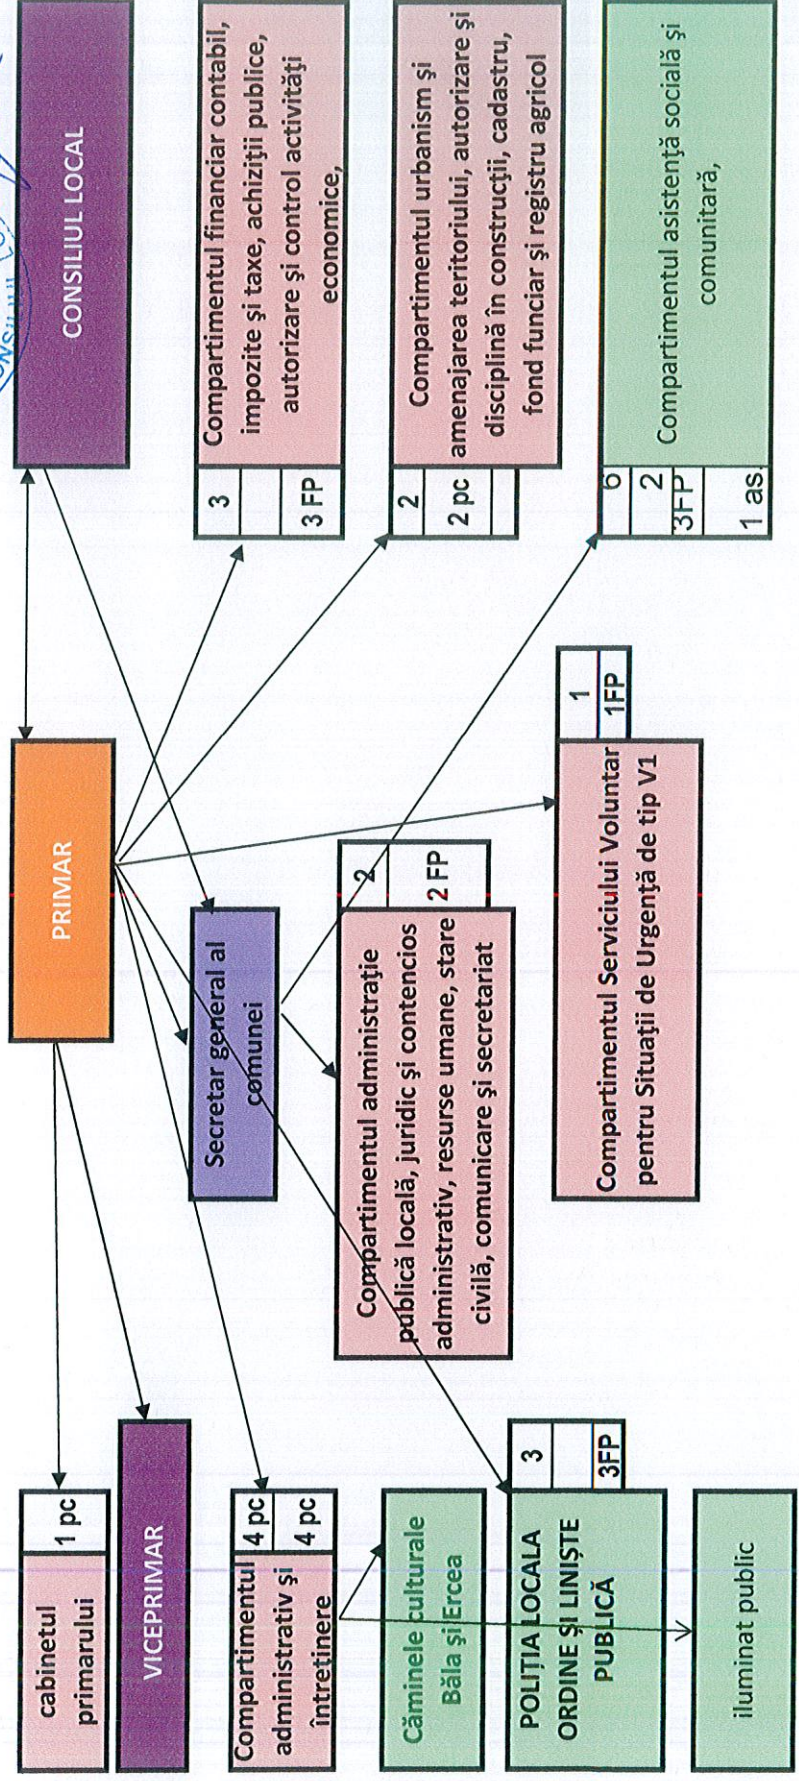 CONSILIUL
PRIMAR
CONSILIUL LOCAL
cabinetul
primarului
1 pc
VICEPRIMAR
Secretar general al
comunei
Compartimentul financiar contabil,
impozite și taxe, achiziții publice,
autorizare și control activități
economice,
3
3 FP
Compartimentul
administrativ și
întreținere
4 pc
4 pc
Compartimentul administrație
publică locală, juridic și contencios
administrativ, resurse umane, stare
civilă, comunicare și secretariat
2
2 FP
Compartimentul urbanism și
amenajarea teritoriului, autorizare și
disciplină în construcții, cadastru,
fond funciar și registru agricol
2
2 pc
Căminele culturale
Băla și Ercea
POLIȚIA LOCALA
ORDINE ȘI LINIȘTE
PUBLICĂ
3
3FP
Compartimentul Serviciului Voluntar
pentru Situații de Urgență de tip V1
1
1FP
Compartimentul asistență socială și
comunitară,
6
2
3FP
1 as.
iluminat public